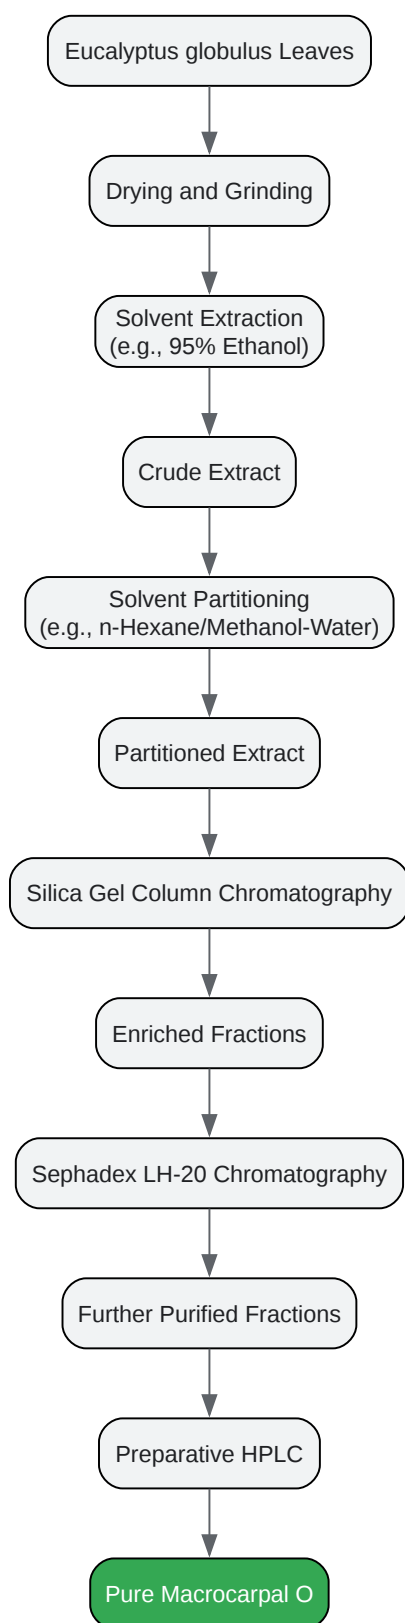 Eucalyptus globulus Leaves
Drying and Grinding
Solvent Extraction
(e.g., 95% Ethanol)
Crude Extract
Solvent Partitioning
(e.g., n-Hexane/Methanol-Water)
Partitioned Extract
Silica Gel Column Chromatography
Enriched Fractions
Sephadex LH-20 Chromatography
Further Purified Fractions
Preparative HPLC
Pure Macrocarpal O